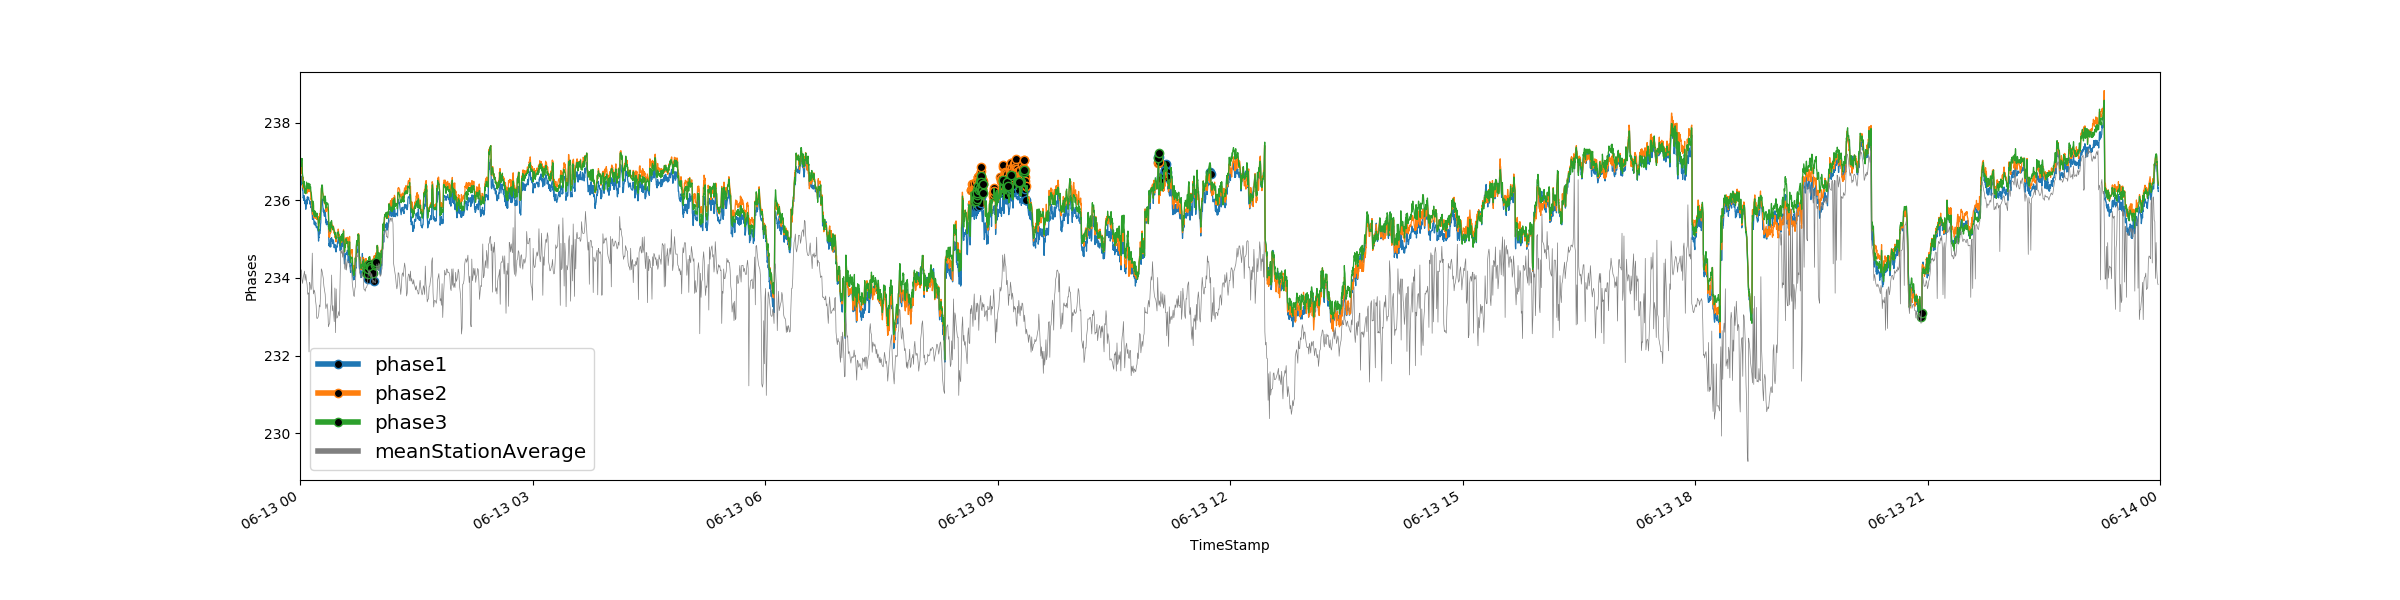 238
236
234
232
230
Phases
phase1
phase2
phase3
meanStationAverage
06-13 00
06-13 03
06-13 06
06-13 09
06-13 12
06-13 15
06-13 18
06-13 21
06-14 00
TimeStamp